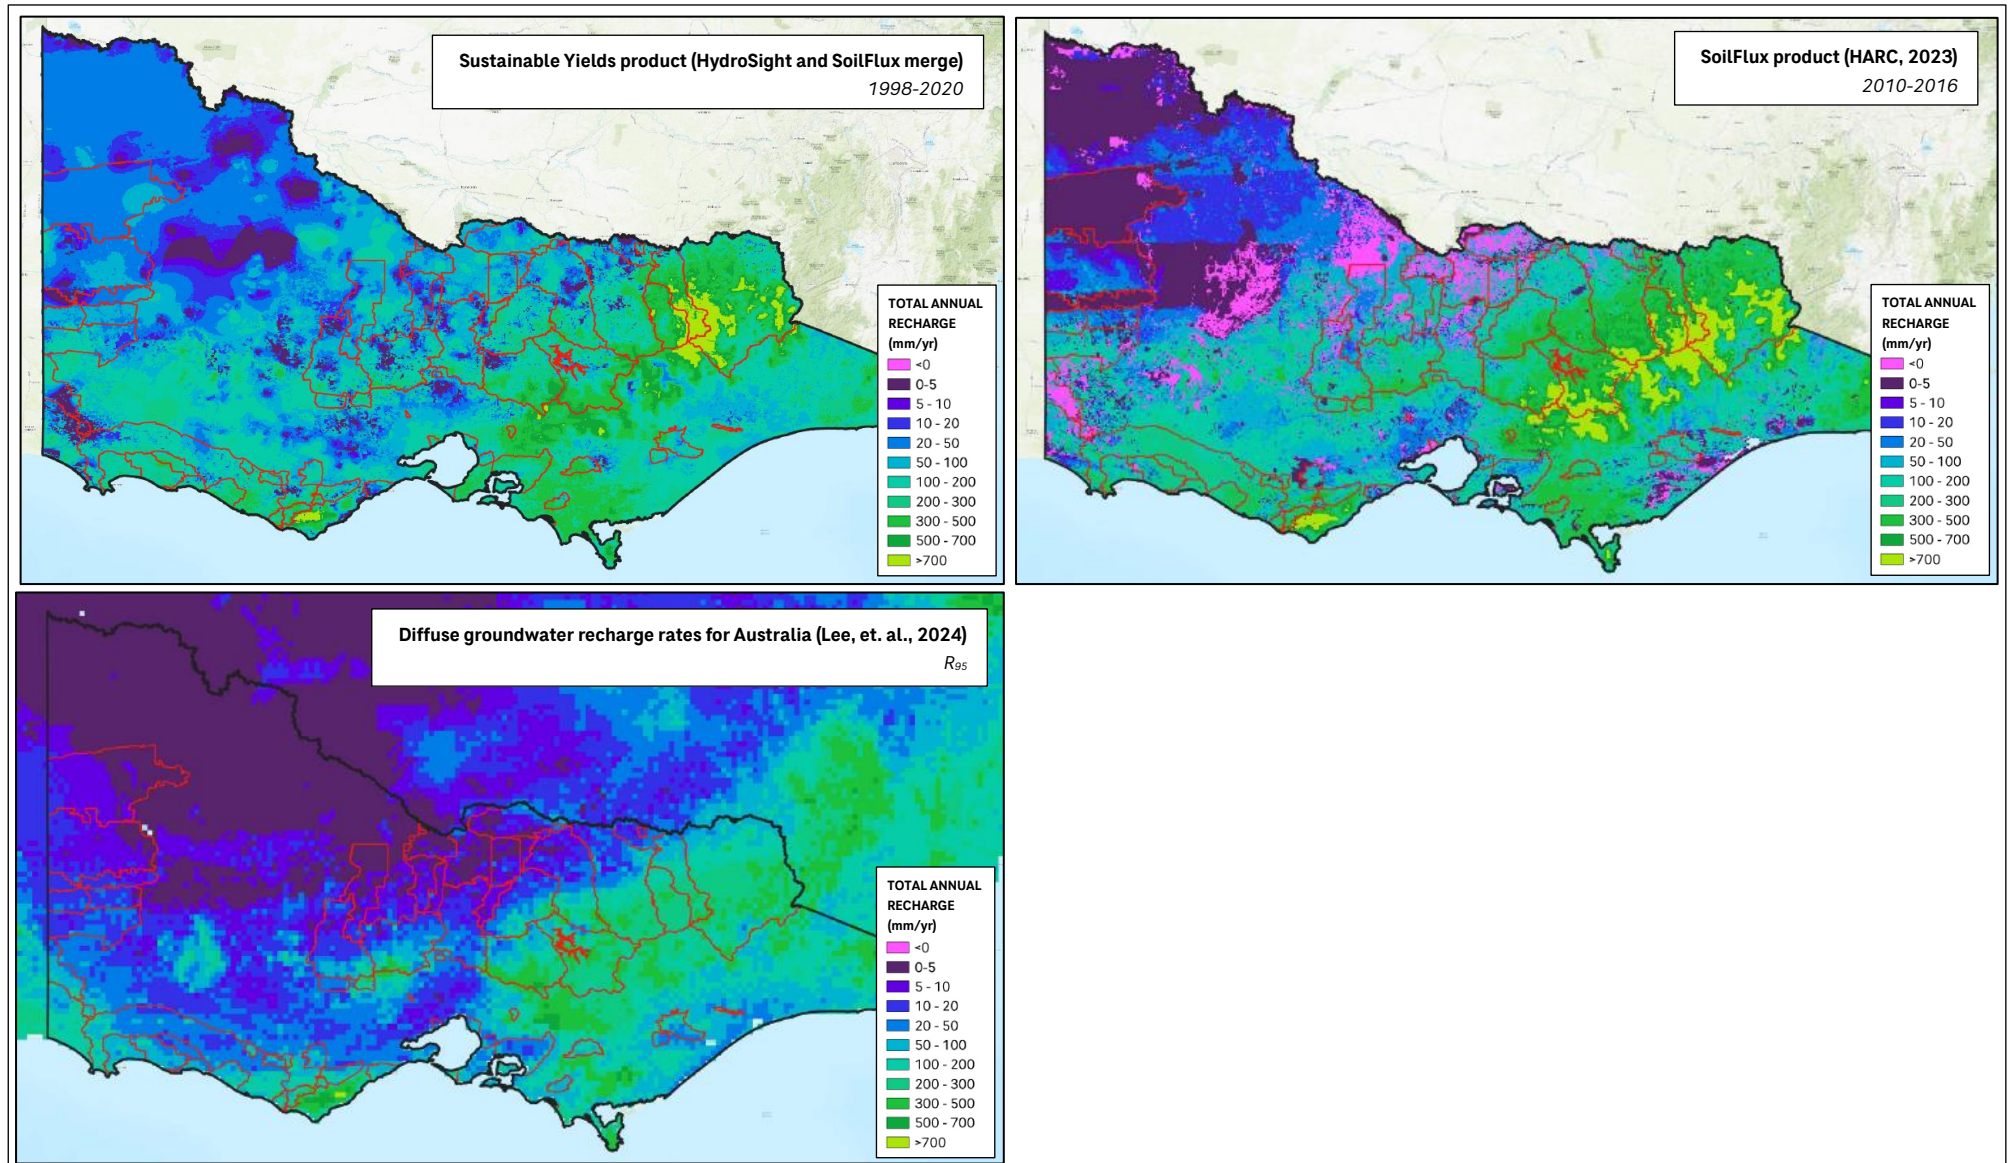 Sustainable Yields product (HydroSight and SoilFlux merge)
1998-2020
TOTAL ANNUAL
RECHARGE
(mm/yr)
<0
0-5
5 - 10
10 - 20
20 - 50
50 - 100
100 - 200
200 - 300
300 - 500
500 - 700
>700
SoilFlux product (HARC, 2023)
2010-2016
TOTAL ANNUAL
RECHARGE
(mm/yr)
<0
0-5
5 - 10
10 - 20
20 - 50
50 - 100
100 - 200
200 - 300
300 - 500
500 - 700
>700
Diffuse groundwater recharge rates for Australia (Lee, et. al., 2024)
R₉₅
TOTAL ANNUAL
RECHARGE
(mm/yr)
<0
0-5
5 - 10
10 - 20
20 - 50
50 - 100
100 - 200
200 - 300
300 - 500
500 - 700
>700